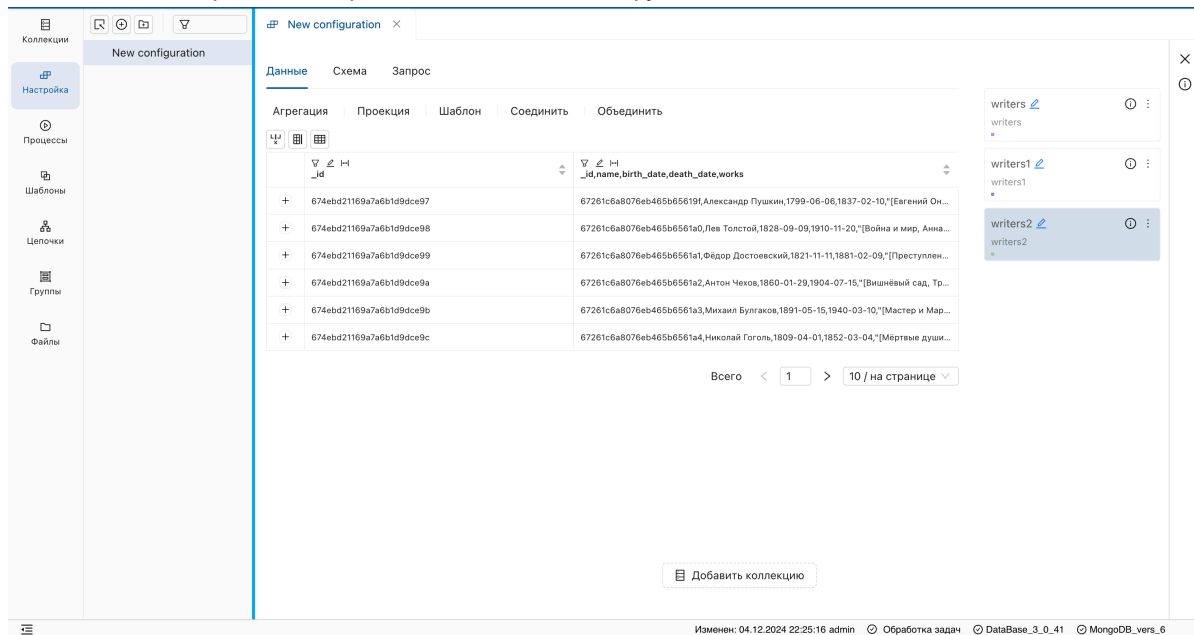 Коллекции
Настройка
Процессы
Шаблоны
Цепочки
Группы
Файлы
New configuration
New configuration
Данные Схема Запрос
Агрегация Проекция Шаблон Соединить Объединить
_id _id,name,birth_date,death_date,works
674ebd21169a7a6b1d9dce97 67261c6a8076eb465b65619f,Александр Пушкин,1799-06-06,1837-02-10,"[Евгений Он...
674ebd21169a7a6b1d9dce98 67261c6a8076eb465b6561a0,Лев Толстой,1828-09-09,1910-11-20,"[Война и мир, Анна...
674ebd21169a7a6b1d9dce99 67261c6a8076eb465b6561a1,Фёдор Достоевский,1821-11-11,1881-02-09,"[Преступлен...
674ebd21169a7a6b1d9dce9a 67261c6a8076eb465b6561a2,Антон Чехов,1860-01-29,1904-07-15,"[Вишнёвый сад, Тр...
674ebd21169a7a6b1d9dce9b 67261c6a8076eb465b6561a3,Михаил Булгаков,1891-05-15,1940-03-10,"[Мастер и Мар...
674ebd21169a7a6b1d9dce9c 67261c6a8076eb465b6561a4,Николай Гоголь,1809-04-01,1852-03-04,"[Мёртвые души...
Всего < 1 > 10 / на странице
writers
writers
writers1
writers1
writers2
writers2
Добавить коллекцию
Изменен: 04.12.2024 22:25:16 admin Обработка задач DataBase_3_0_41 MongoDB_vers_6